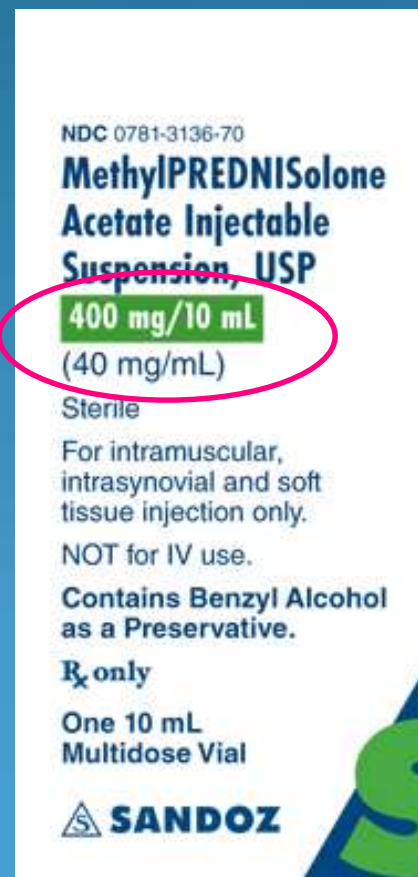 NDC 0781-3136-70
MethylPREDNISolone
Acetate Injectable
Suspension, USP
400 mg/10 mL
(40 mg/mL)
Sterile
For intramuscular,
intrasynovial and soft
tissue injection only.
NOT for IV use.
Contains Benzyl Alcohol
as a Preservative.
Rx only
One 10 mL
Multidose Vial
S SANDOZ